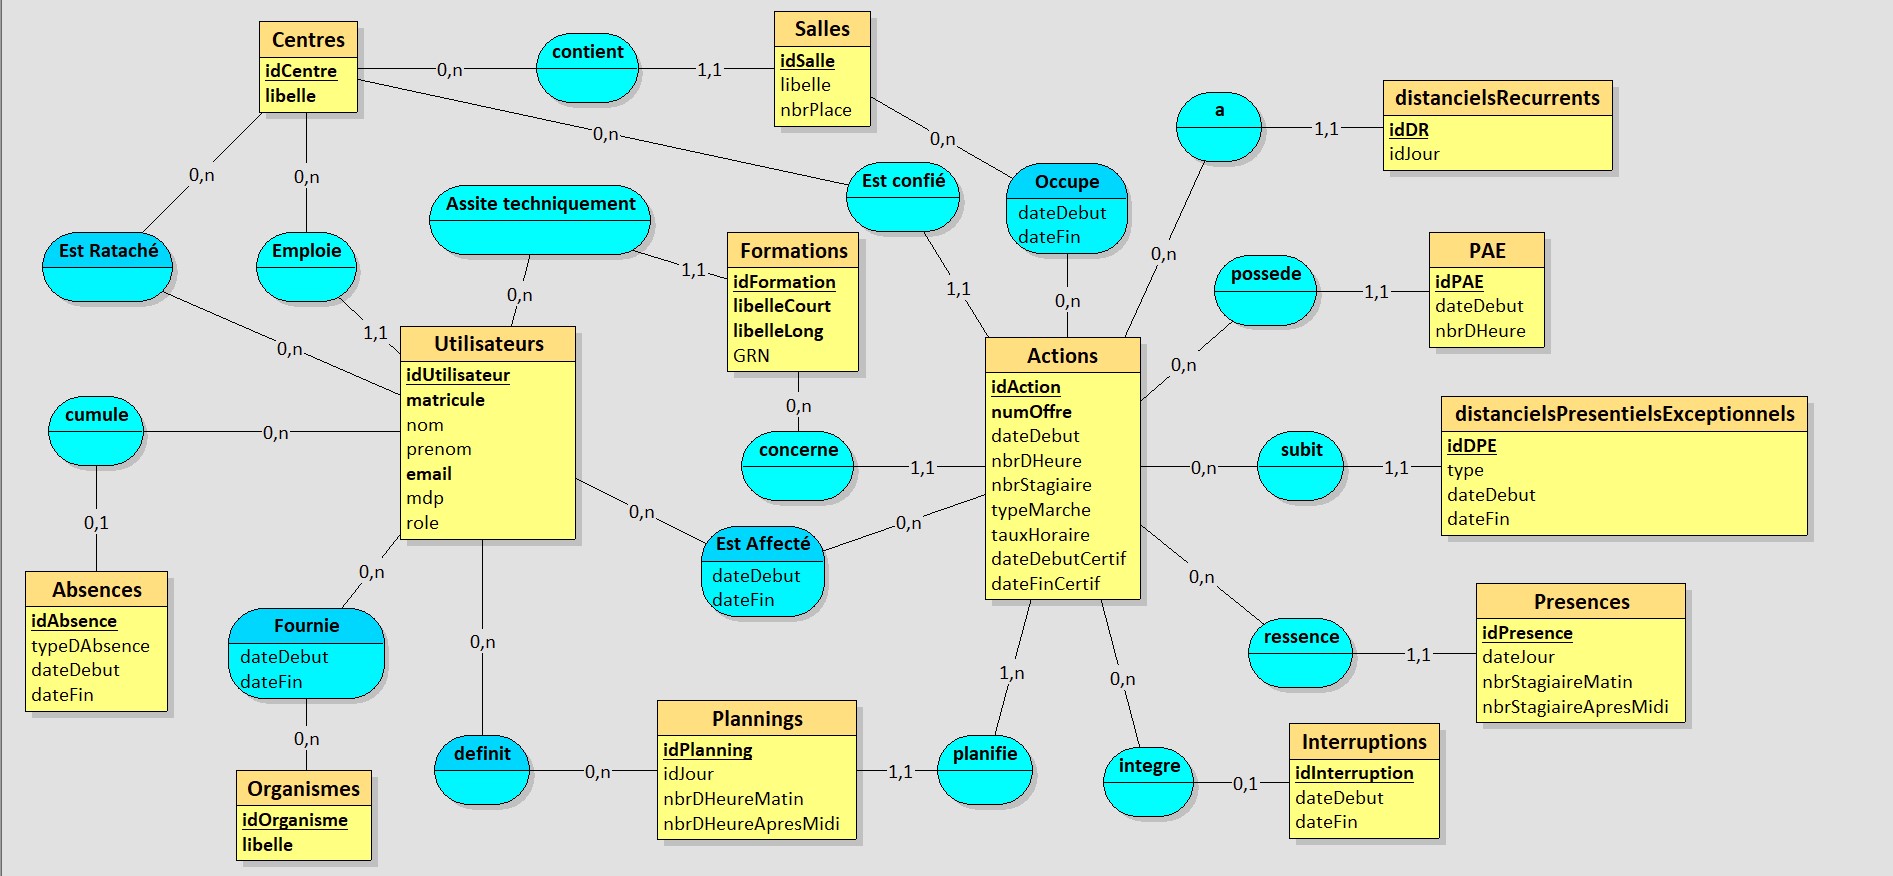 Centres
idCentre
libelle
0,n
contient
1,1
Salles
idSalle
libelle
nbrPlace
0,n
0,n
0,n
0,n
Est confié
1,1
Occupe
dateDebut
dateFin
0,n
0,n
a
1,1
distancielsRecurrents
idDR
idJour
0,n
Est Rataché
0,n
Emploie
1,1
Assite techniquement
0,n
1,1
Formations
idFormation
libelleCourt
libelleLong
GRN
0,n
concerne
1,1
possede
0,n
1,1
PAE
idPAE
dateDebut
nbrDHeure
Utilisateurs
idUtilisateur
matricule
nom
prenom
email
mdp
role
Actions
idAction
numOffre
dateDebut
nbrDHeure
nbrStagiaire
typeMarche
tauxHoraire
dateDebutCertif
dateFinCertif
cumule
0,n
0,1
Absences
idAbsence
typeDAbsence
dateDebut
dateFin
0,n
subit
1,1
distancielsPresentielsExceptionnels
idDPE
type
dateDebut
dateFin
0,n
Est Affecté
dateDebut
dateFin
0,n
0,n
Fournie
dateDebut
dateFin
0,n
Organismes
idOrganisme
libelle
0,n
definit
0,n
Plannings
idPlanning
idJour
nbrDHeureMatin
nbrDHeureApresMidi
1,1
planifie
1,n
0,n
integre
0,1
Interruptions
idInterruption
dateDebut
dateFin
0,n
ressence
1,1
Presences
idPresence
dateJour
nbrStagiaireMatin
nbrStagiaireApresMidi